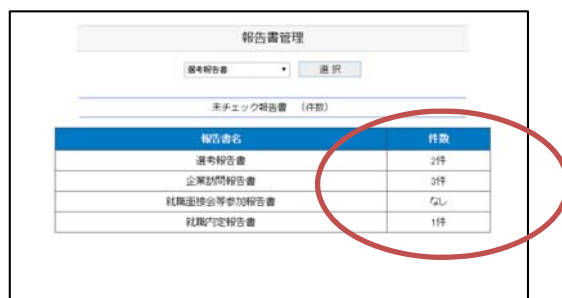 報告書管理
選考報告書 選択
未チェック報告書 (件数)
報告書名 件数
選考報告書 2件
企業訪問報告書 3件
就職面接会等参加報告書 なし
就職内定報告書 1件